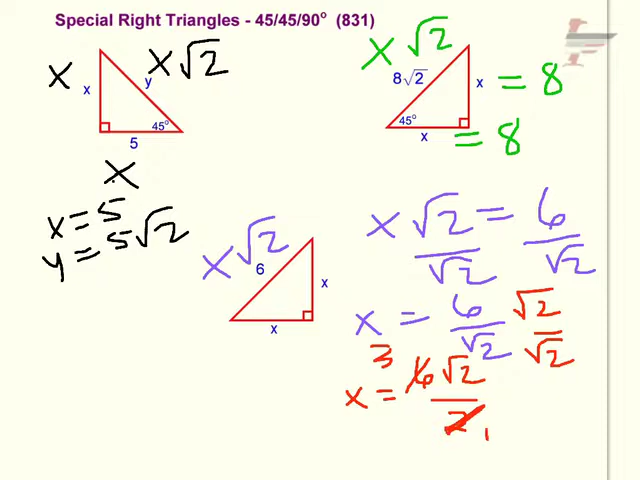 Special Right Triangles - 45/45/90° (831)
x x√2
x y
45°
5
x
x = 5
y = 5√2
x√2
8√2 x = 8
45°
x = 8
x√2
6
x
x
x√2 = 6
√2 √2
x = 6 √2
√2 √2
3
x = 6√2
2 1